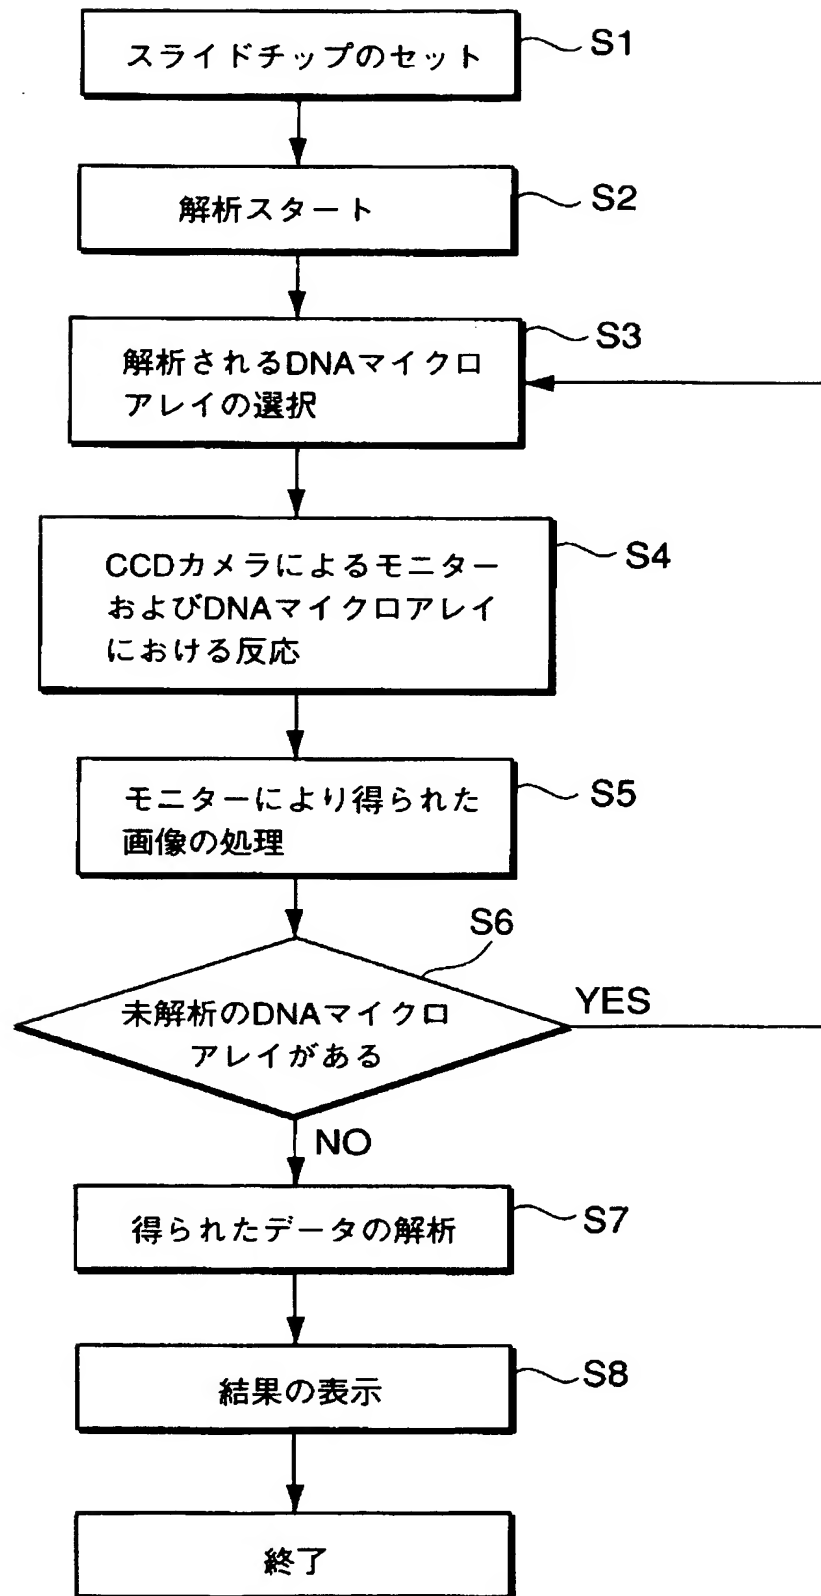 スライドチップのセット
S1
解析スタート
S2
解析されるDNAマイクロ
アレイの選択
S3
CCDカメラによるモニター
およびDNAマイクロアレイ
における反応
S4
モニターにより得られた
画像の処理
S5
S6
未解析のDNAマイクロ
アレイがある
YES
NO
得られたデータの解析
S7
結果の表示
S8
終了